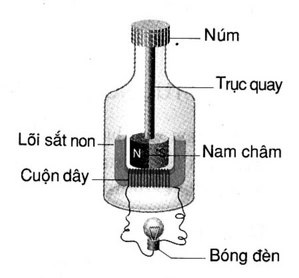 Núm
Trục quay
Lõi sắt non
N
Nam châm
Cuộn dây
Bóng đèn